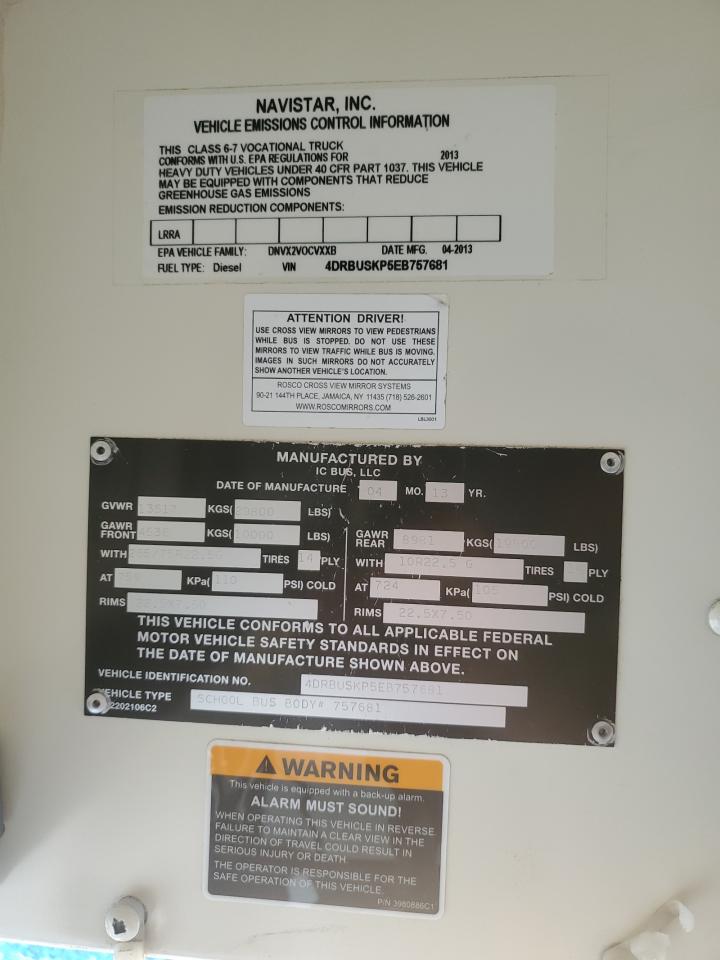 NAVISTAR, INC.
VEHICLE EMISSIONS CONTROL INFORMATION
THIS CLASS 6-7 VOCATIONAL TRUCK
CONFORMS WITH U.S. EPA REGULATIONS FOR 2013
HEAVY DUTY VEHICLES UNDER 40 CFR PART 1037. THIS VEHICLE
MAY BE EQUIPPED WITH COMPONENTS THAT REDUCE
GREENHOUSE GAS EMISSIONS
EMISSION REDUCTION COMPONENTS:
LRRA
EPA VEHICLE FAMILY: DNVX2VOCVXXB DATE MFG. 04-2013
FUEL TYPE: Diesel VIN 4DRBUSKP5EB757681
ATTENTION DRIVER!
USE CROSS VIEW MIRRORS TO VIEW PEDESTRIANS
WHILE BUS IS STOPPED. DO NOT USE THESE
MIRRORS TO VIEW TRAFFIC WHILE BUS IS MOVING.
IMAGES IN SUCH MIRRORS DO NOT ACCURATELY
SHOW ANOTHER VEHICLE'S LOCATION.
ROSCO CROSS VIEW MIRROR SYSTEMS
90-21 144TH PLACE, JAMAICA, NY 11435 (718) 526-2601
WWW.ROSCOMIRRORS.COM
LBL3601
MANUFACTURED BY
IC BUS, LLC
DATE OF MANUFACTURE 04 MO. 13 YR.
GVWR 13517 KGS( 29800 LBS)
GAWR FRONT 4536 KGS( 10000 LBS)
WITH TIRES 14 PLY
AT KPa( 110 PSI) COLD
RIMS 22.5X7.50
GAWR REAR 8981 KGS( LBS)
WITH 10R22.5 G TIRES PLY
AT 724 KPa( 105 PSI) COLD
RIMS 22.5X7.50
THIS VEHICLE CONFORMS TO ALL APPLICABLE FEDERAL
MOTOR VEHICLE SAFETY STANDARDS IN EFFECT ON
THE DATE OF MANUFACTURE SHOWN ABOVE.
VEHICLE IDENTIFICATION NO. 4DRBUSKP5EB757681
VEHICLE TYPE SCHOOL BUS BODY# 757681
2202106C2
WARNING
This vehicle is equipped with a back-up alarm.
ALARM MUST SOUND!
WHEN OPERATING THIS VEHICLE IN REVERSE
FAILURE TO MAINTAIN A CLEAR VIEW IN THE
DIRECTION OF TRAVEL COULD RESULT IN
SERIOUS INJURY OR DEATH.
THE OPERATOR IS RESPONSIBLE FOR THE
SAFE OPERATION OF THIS VEHICLE.
P/N 3980886C1